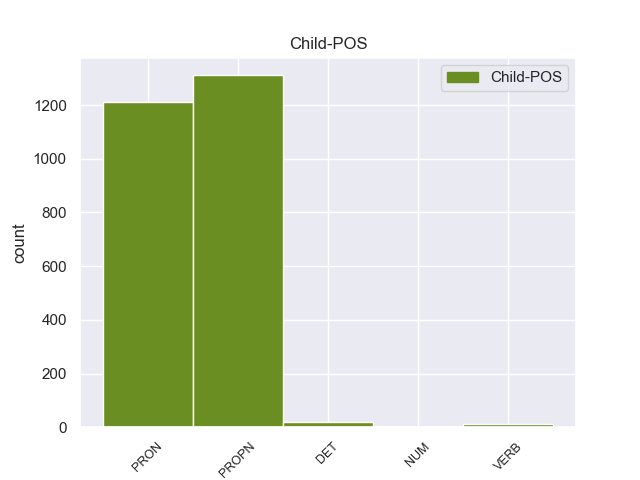 Child-POS
Child-POS
1200
1000
800
600
400
200
0
count
PRON
PROPN
DET
NUM
VERB